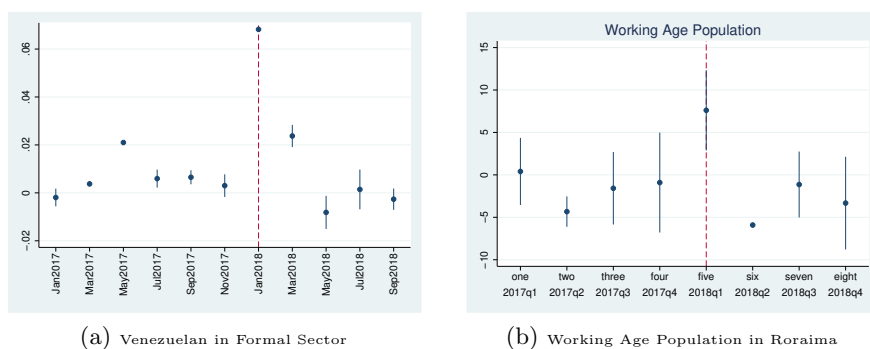 Working Age Population
.06
.04
.02
0
-.02
Jan2017
Mar2017
May2017
Jul2017
Sep2017
Nov2017
Jan2018
Mar2018
May2018
Jul2018
Sep2018
15
10
5
0
-5
-10
one two three four five six seven eight
2017q1 2017q2 2017q3 2017q4 2018q1 2018q2 2018q3 2018q4
(a) Venezuelan in Formal Sector
(b) Working Age Population in Roraima